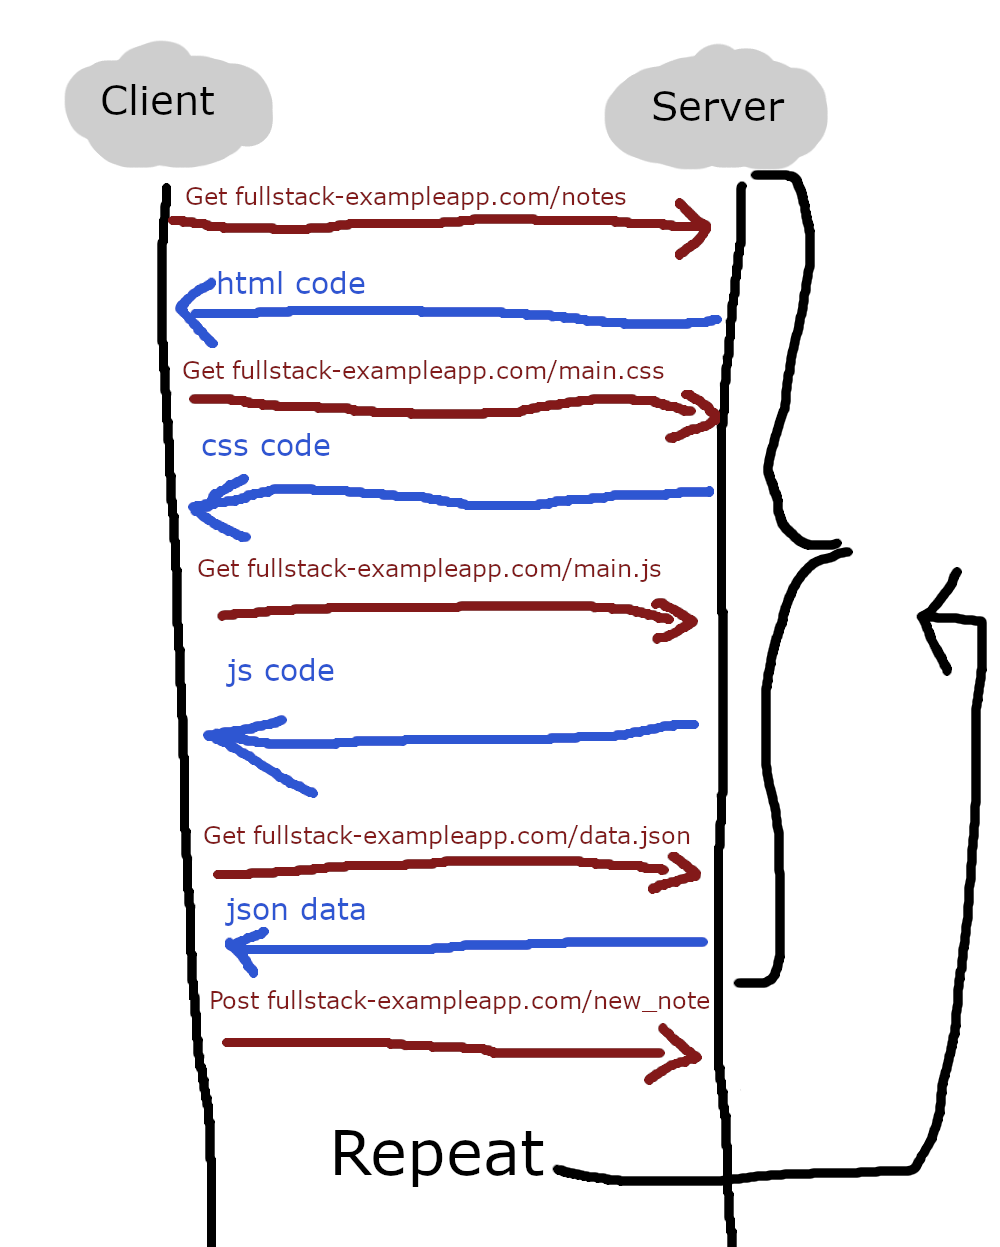 Client
Server
Get fullstack-exampleapp.com/notes
html code
Get fullstack-exampleapp.com/main.css
css code
Get fullstack-exampleapp.com/main.js
js code
Get fullstack-exampleapp.com/data.json
json data
Post fullstack-exampleapp.com/new_note
Repeat